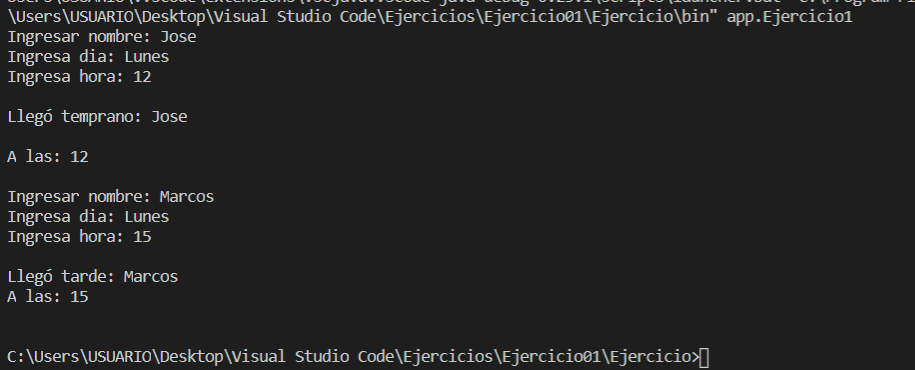 \Users\USUARIO\Desktop\Visual Studio Code\Ejercicios\Ejercicio01\Ejercicio\bin" app.Ejercicio1
Ingresar nombre: Jose
Ingresa dia: Lunes
Ingresa hora: 12
Llegó temprano: Jose
A las: 12
Ingresar nombre: Marcos
Ingresa dia: Lunes
Ingresa hora: 15
Llegó tarde: Marcos
A las: 15
C:\Users\USUARIO\Desktop\Visual Studio Code\Ejercicios\Ejercicio01\Ejercicio>